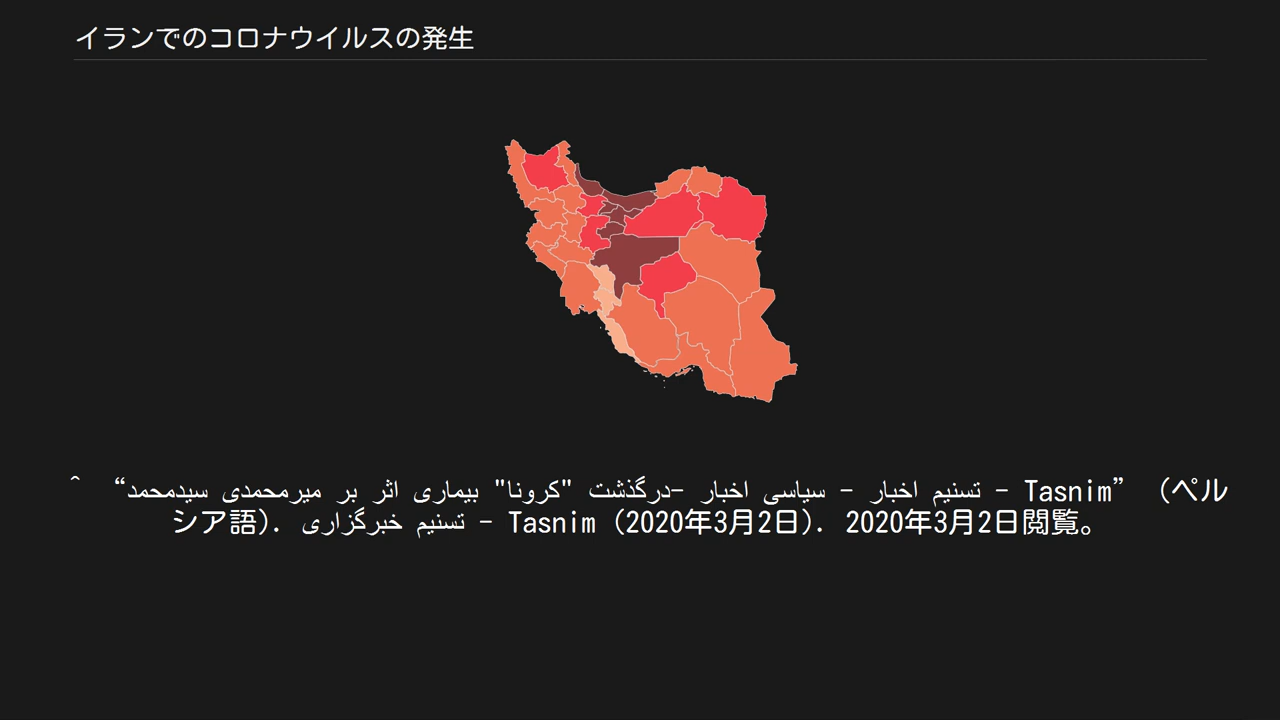 イランでのコロナウイルスの発生
^ “سیدمحمد میرمحمدی بر اثر بیماری "کرونا" درگذشت- اخبار سیاسی - اخبار تسنیم - Tasnim” (ペル
シア語). خبرگزاری تسنیم - Tasnim (2020年3月2日). 2020年3月2日閲覧。